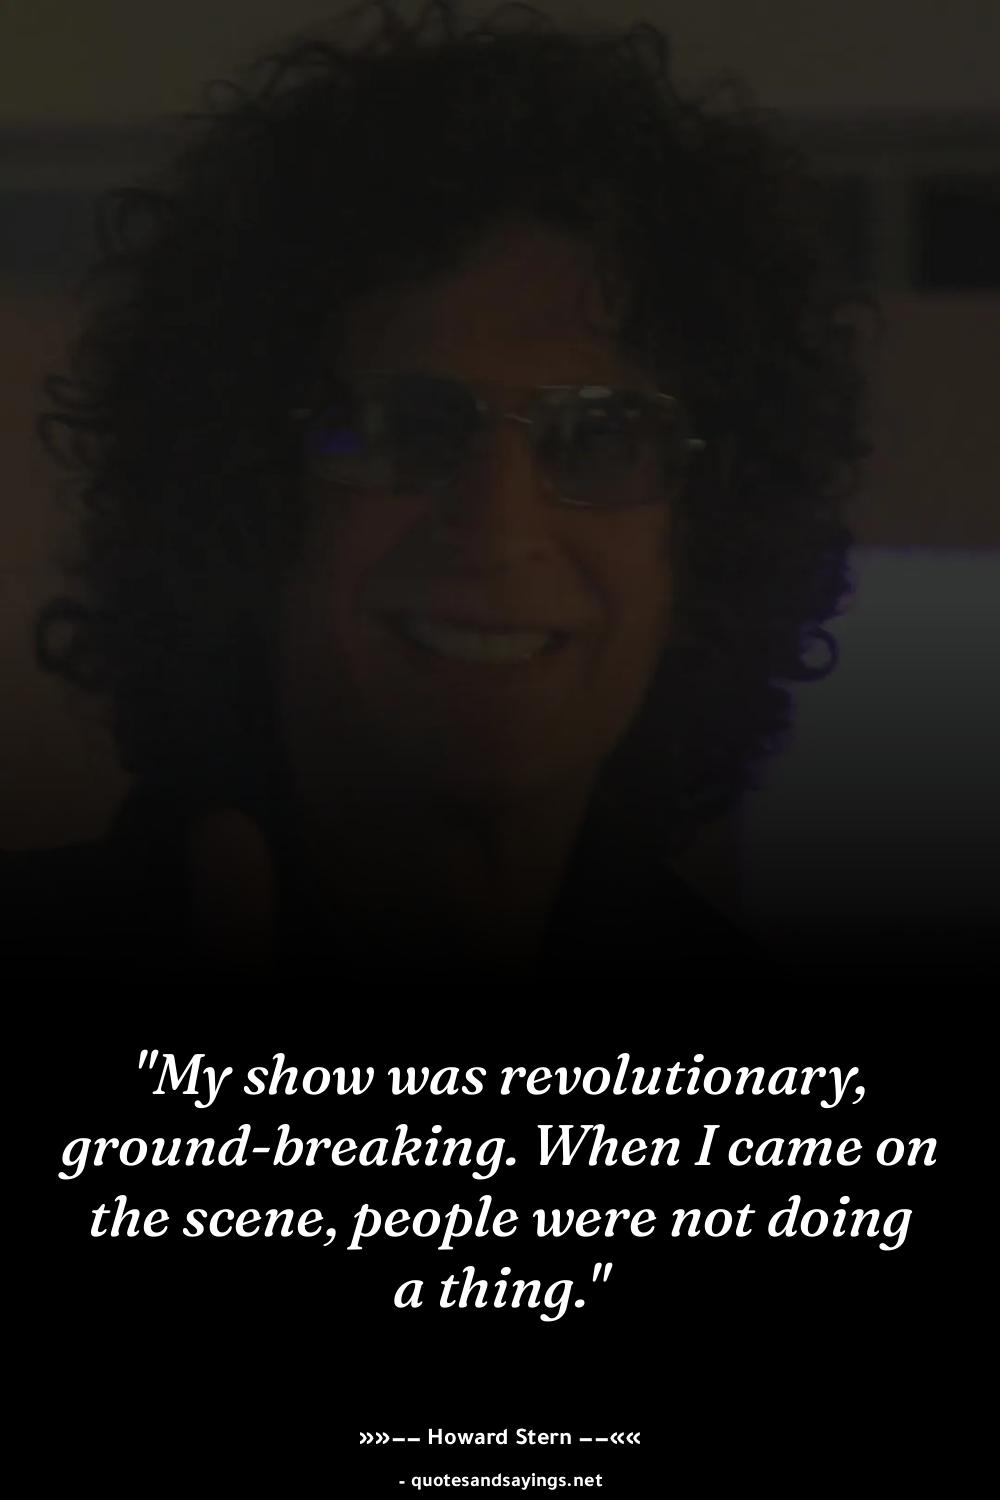 "My show was revolutionary,
ground-breaking. When I came on
the scene, people were not doing
a thing."
»»−− Howard Stern −−««
- quotesandsayings.net